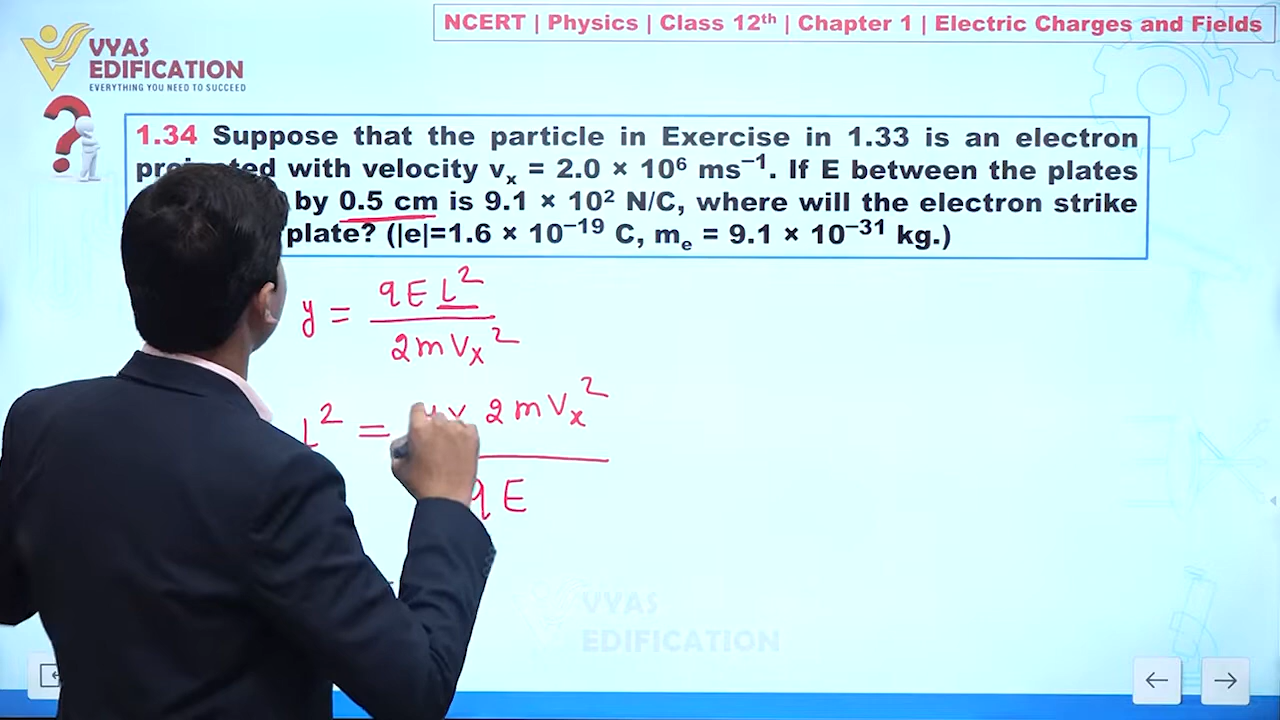 NCERT | Physics | Class 12th | Chapter 1 | Electric Charges and Fields
VYAS
EDIFICATION
EVERYTHING YOU NEED TO SUCCEED
1.34 Suppose that the particle in Exercise in 1.33 is an electron
with velocity vₓ = 2.0 × 10⁶ ms⁻¹. If E between the plates
by 0.5 cm is 9.1 × 10² N/C, where will the electron strike
plate? (|e|=1.6 × 10⁻¹⁹ C, mₑ = 9.1 × 10⁻³¹ kg.)
y = qEL² / 2mVₓ²
L² = 2mVₓ² / qE
VYAS
EDIFICATION